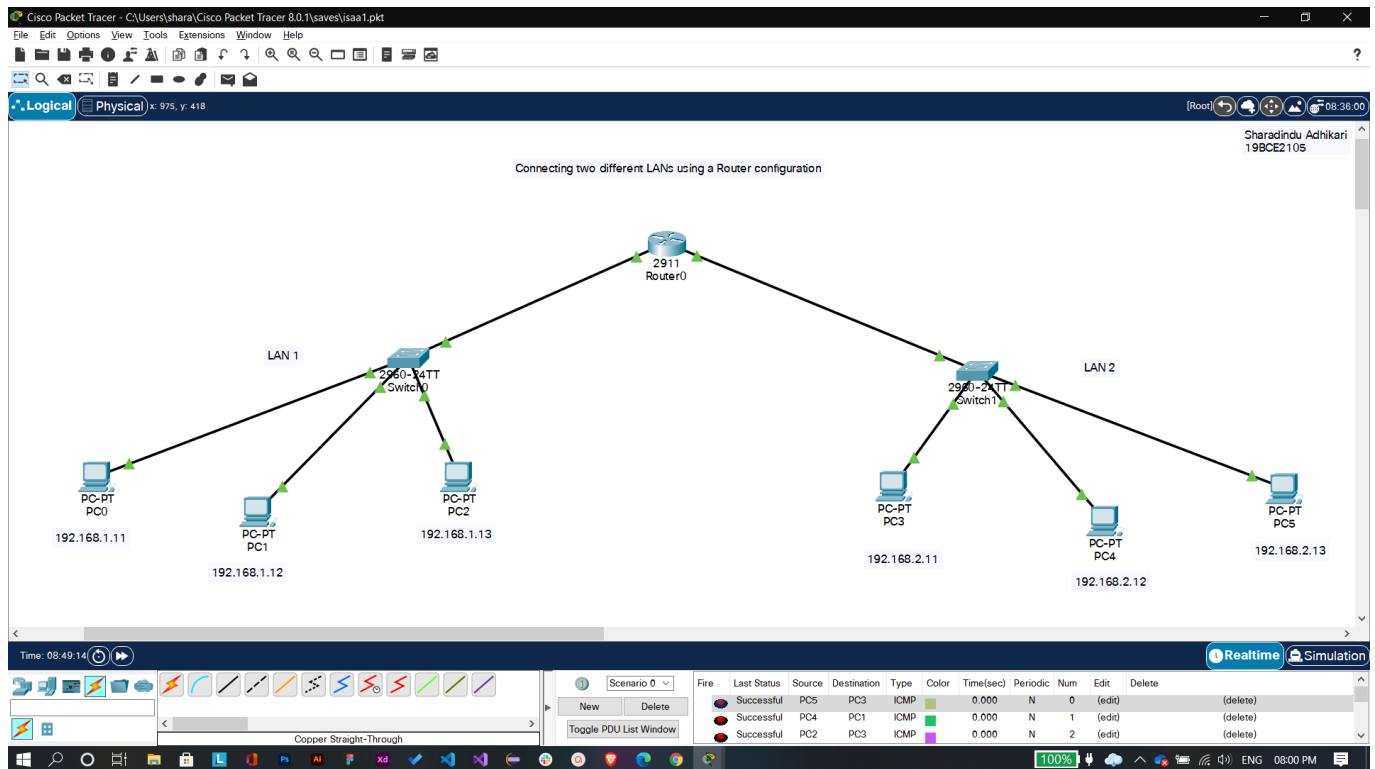 Cisco Packet Tracer - C:\Users\shara\Cisco Packet Tracer 8.0.1\saves\isaa1.pkt
File Edit Options View Tools Extensions Window Help
?
Logical Physical x: 975, y: 418 [Root] 08:36:00
Sharadindu Adhikari
19BCE2105
Connecting two different LANs using a Router configuration
2911
Router0
LAN 1
2960-24TT
Switch0
LAN 2
2960-24TT
Switch1
PC-PT
PC0
192.168.1.11
PC-PT
PC1
192.168.1.12
PC-PT
PC2
192.168.1.13
PC-PT
PC3
192.168.2.11
PC-PT
PC4
192.168.2.12
PC-PT
PC5
192.168.2.13
Time: 08:49:14 Realtime Simulation
Scenario 0
New Delete
Toggle PDU List Window
Copper Straight-Through
Fire Last Status Source Destination Type Color Time(sec) Periodic Num Edit Delete
Successful PC5 PC3 ICMP 0.000 N 0 (edit) (delete)
Successful PC4 PC1 ICMP 0.000 N 1 (edit) (delete)
Successful PC2 PC3 ICMP 0.000 N 2 (edit) (delete)
L Ps Ai Xd 100% ENG 08:00 PM